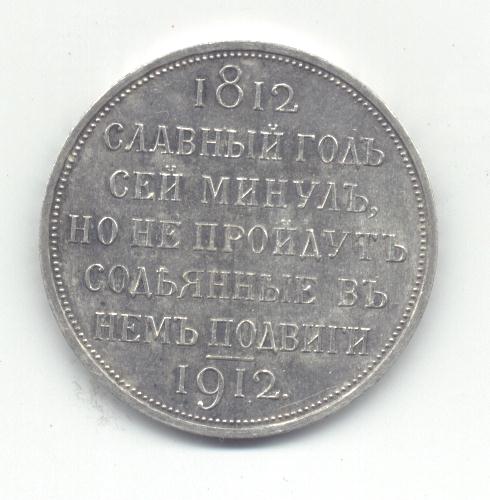 1812
СЛАВНЫЙ ГОДЪ
СЕЙ МИНУЛЪ,
НО НЕ ПРОЙДУТЪ
СОДѢЯННЫЕ ВЪ
НЕМЪ ПОДВИГИ
1912.